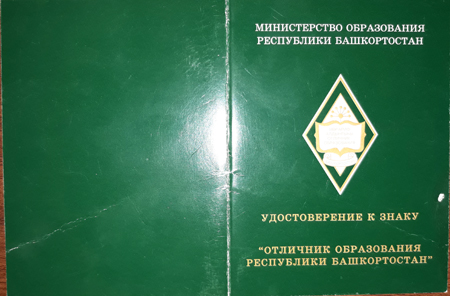 МИНИСТЕРСТВО ОБРАЗОВАНИЯ
РЕСПУБЛИКИ БАШКОРТОСТАН
УДОСТОВЕРЕНИЕ К ЗНАКУ
"ОТЛИЧНИК ОБРАЗОВАНИЯ
РЕСПУБЛИКИ БАШКОРТОСТАН"